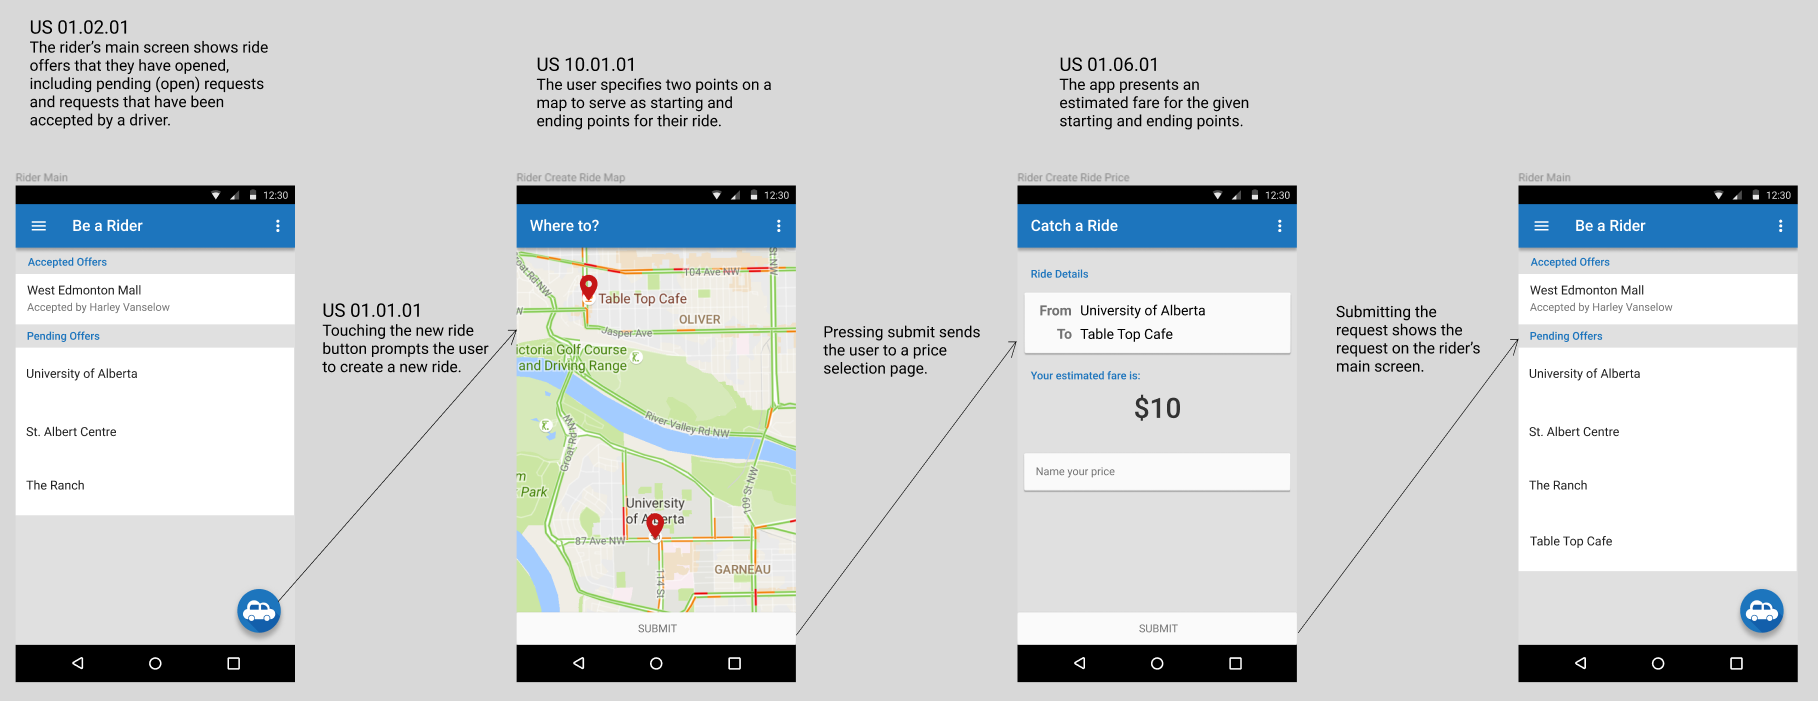 US 01.02.01
The rider's main screen shows ride
offers that they have opened,
including pending (open) requests
and requests that have been
accepted by a driver.
US 10.01.01
The user specifies two points on a
map to serve as starting and
ending points for their ride.
US 01.06.01
The app presents an
estimated fare for the given
starting and ending points.
Rider Main
12:30
Be a Rider
Accepted Offers
West Edmonton Mall
Accepted by Harley Vanselow
Pending Offers
University of Alberta
St. Albert Centre
The Ranch
US 01.01.01
Touching the new ride
button prompts the user
to create a new ride.
Rider Create Ride Map
12:30
Where to?
Groat Rd NW
104 Ave NW
St NW
Table Top Cafe
OLIVER
Jasper Ave
ictoria Golf Course
and Driving Range
River Valley Rd NW
Groat Rd NW
109 St NW
m
Park
University
of Alberta
87 Ave NW
114 St
GARNEAU
SUBMIT
Pressing submit sends
the user to a price
selection page.
Rider Create Ride Price
12:30
Catch a Ride
Ride Details
From University of Alberta
To Table Top Cafe
Your estimated fare is:
$10
Name your price
SUBMIT
Submitting the
request shows the
request on the rider's
main screen.
Rider Main
12:30
Be a Rider
Accepted Offers
West Edmonton Mall
Accepted by Harley Vanselow
Pending Offers
University of Alberta
St. Albert Centre
The Ranch
Table Top Cafe